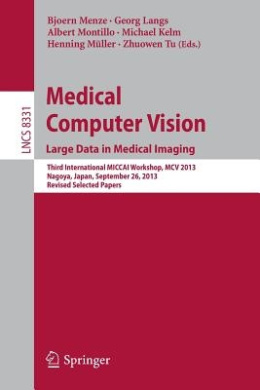 Bjoern Menze • Georg Langs
Albert Montillo • Michael Kelm
Henning Müller • Zhuowen Tu (Eds.)
LNCS 8331
Medical
Computer Vision
Large Data in Medical Imaging
Third International MICCAI Workshop, MCV 2013
Nagoya, Japan, September 26, 2013
Revised Selected Papers
Springer